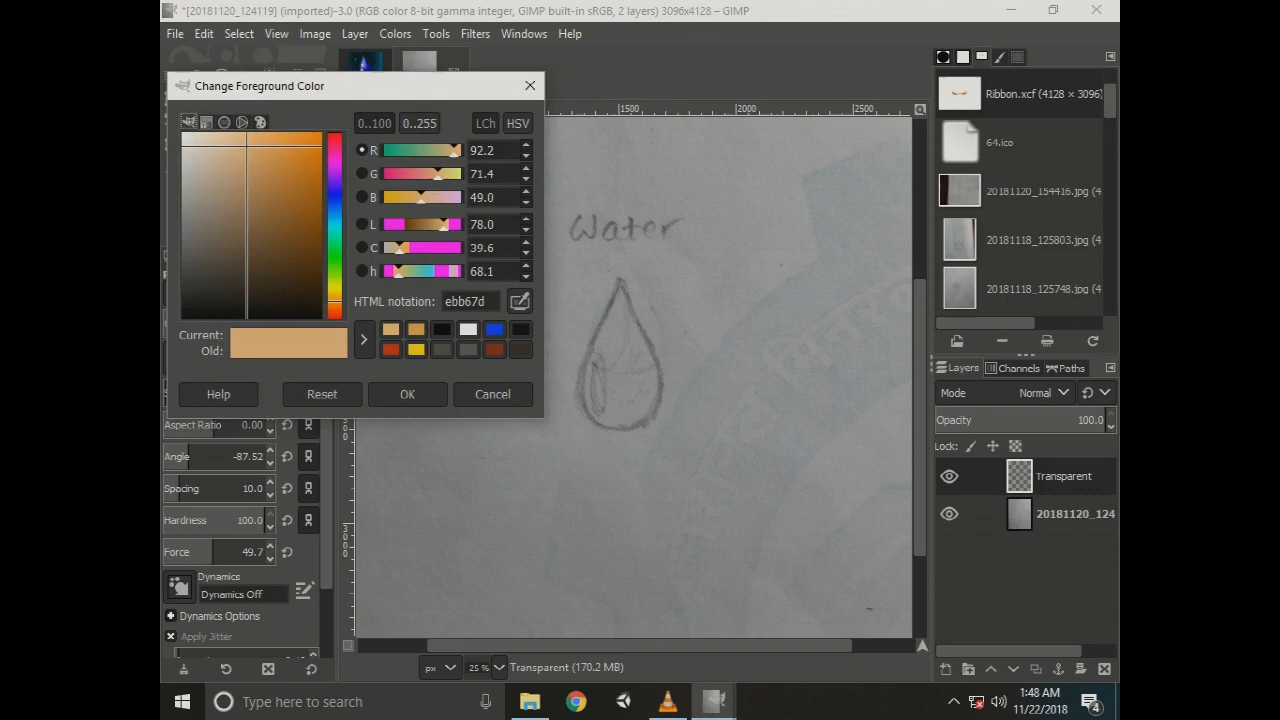 *[20181120_124119] (imported)-3.0 (RGB color 8-bit gamma integer, GIMP built-in sRGB, 2 layers) 3096x4128 – GIMP
File Edit Select View Image Layer Colors Tools Filters Windows Help
Change Foreground Color
0..100 0..255 LCh HSV
R 92.2
G 71.4
B 49.0
L 78.0
C 39.6
h 68.1
HTML notation: ebb67d
Current:
Old:
Help Reset OK Cancel
Aspect Ratio 0.00
Angle -87.52
Spacing 10.0
Hardness 100.0
Force 49.7
Dynamics
Dynamics Off
Dynamics Options
Apply Jitter
1500 2000 2500
3000
Water
px 25 % Transparent (170.2 MB)
Ribbon.xcf (4128 × 3096)
64.ico
20181120_154416.jpg (4
20181118_125803.jpg (4
20181118_125748.jpg (4
Layers Channels Paths
Mode Normal
Opacity 100.0
Lock:
Transparent
20181120_124
Type here to search
1:48 AM
11/22/2018
4